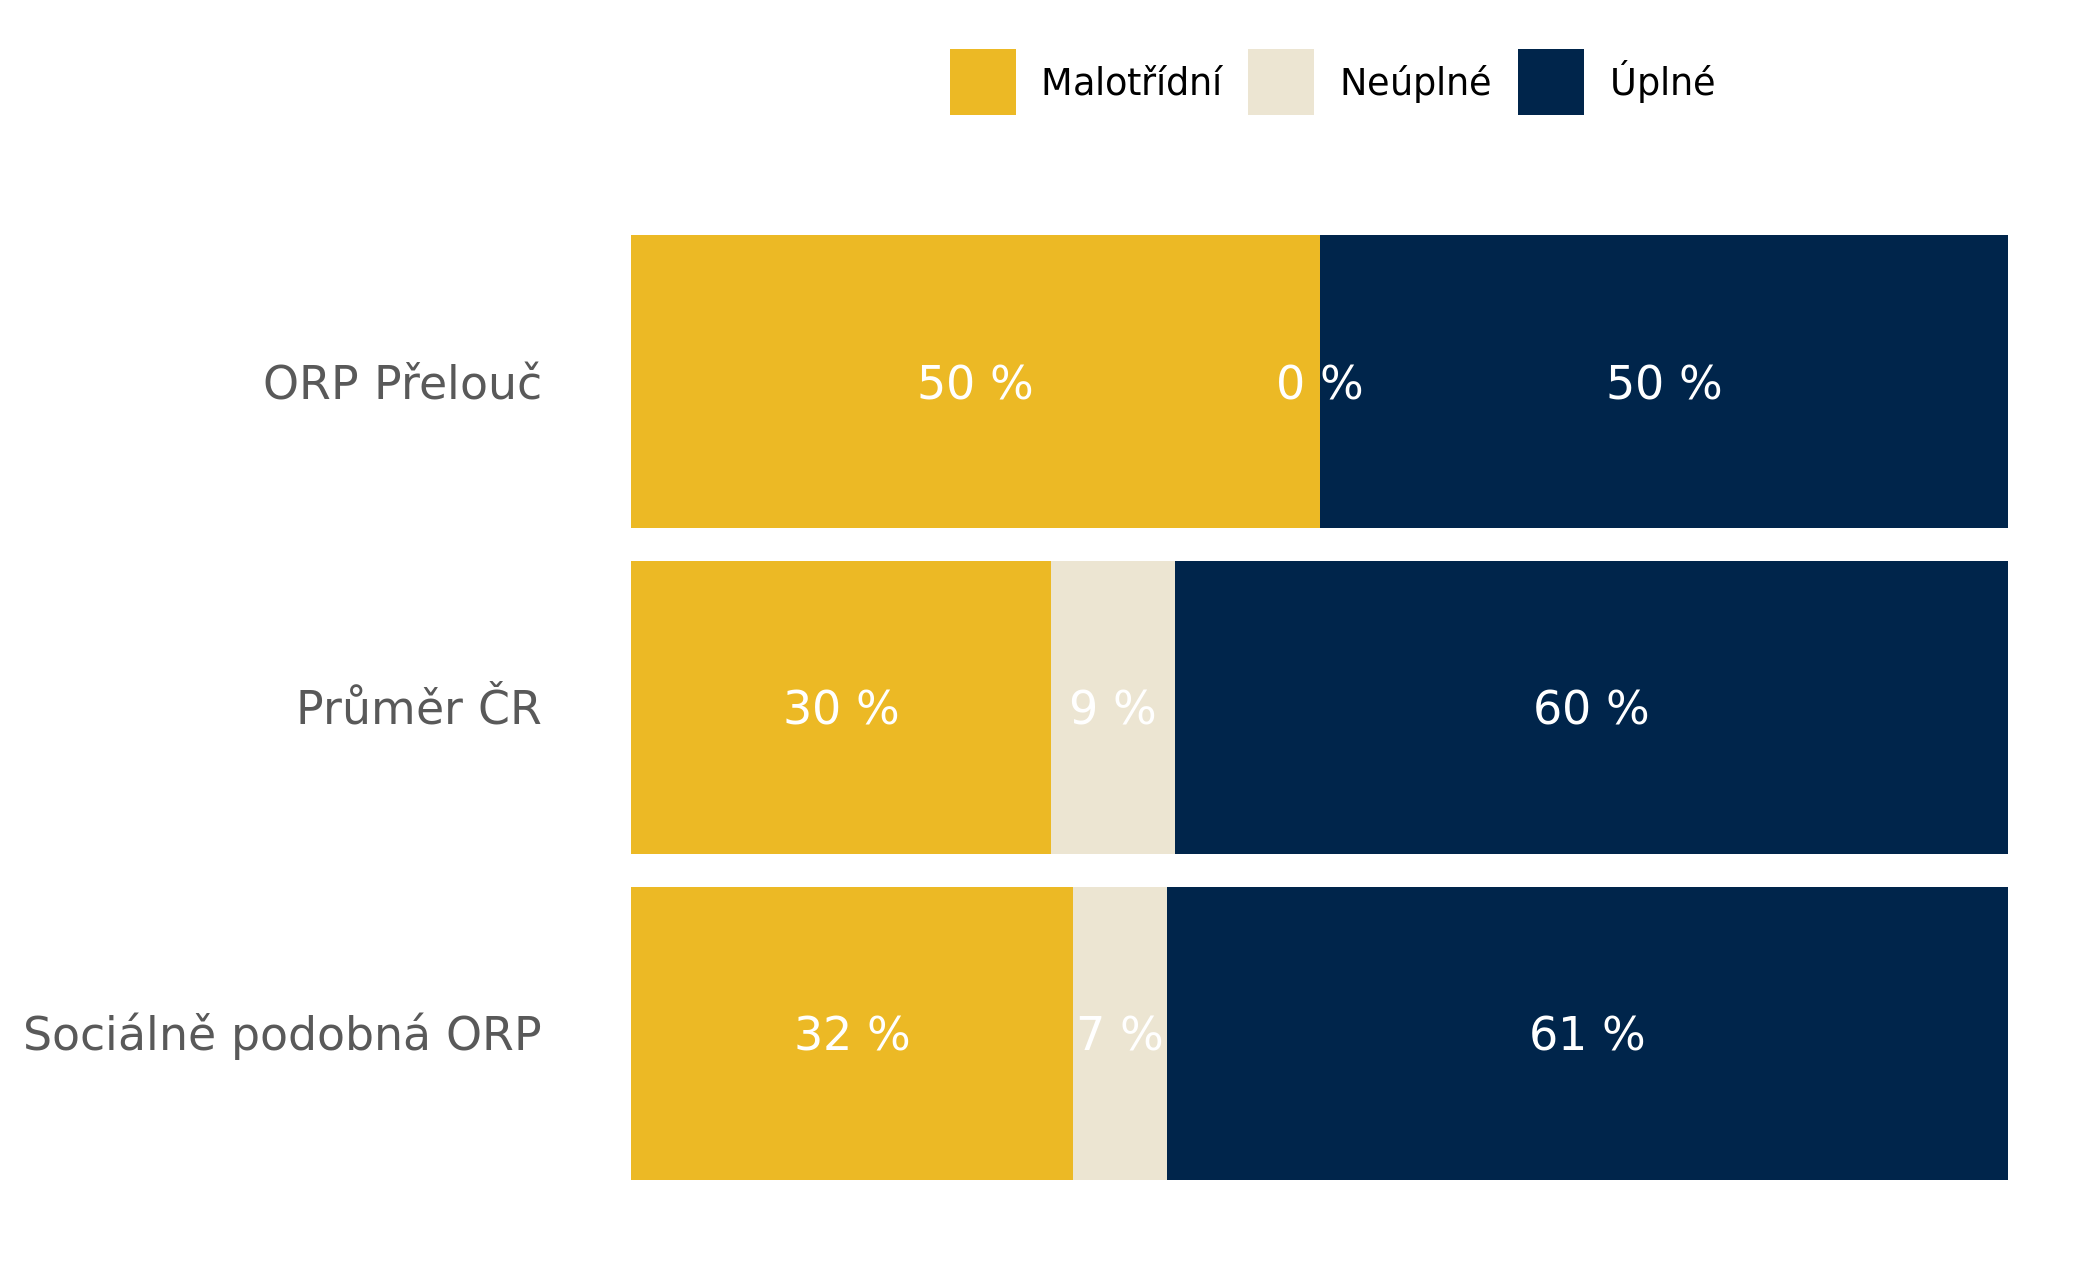 Malotřídní Neúplné Úplné
ORP Přelouč 50 % 0 % 50 %
Průměr ČR 30 % 9 % 60 %
Sociálně podobná ORP 32 % 7 % 61 %